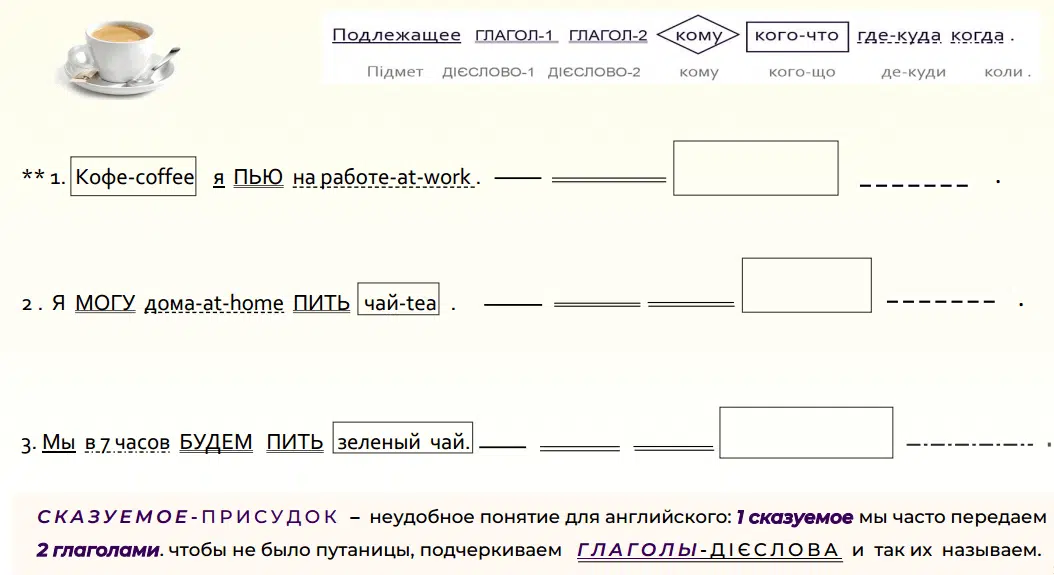 Подлежащее ГЛАГОЛ-1 ГЛАГОЛ-2 кому кого-что где-куда когда .
Підмет ДІЄСЛОВО-1 ДІЄСЛОВО-2 кому кого-що де-куди коли .
** 1. Кофе-coffee я ПЬЮ на работе-at-work . .
2 . Я МОГУ дома-at-home ПИТЬ чай-tea . .
3. Мы в 7 часов БУДЕМ ПИТЬ зеленый чай. .
СКАЗУЕМОЕ-ПРИСУДОК – неудобное понятие для английского: 1 сказуемое мы часто передаем
2 глаголами. чтобы не было путаницы, подчеркиваем ГЛАГОЛЫ-ДІЄСЛОВА и так их называем.